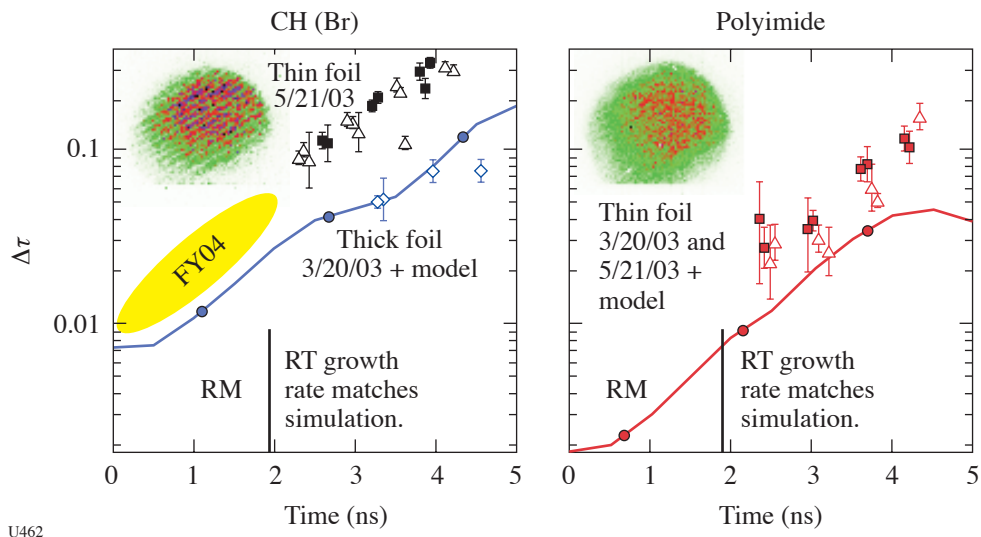 CH (Br)
Polyimide
Thin foil
5/21/03
0.1
0.01
Δτ
FY04
Thick foil
3/20/03 + model
RM
RT growth
rate matches
simulation.
0 1 2 3 4 5
Time (ns)
Thin foil
3/20/03 and
5/21/03 +
model
RM
RT growth
rate matches
simulation.
0 1 2 3 4 5
Time (ns)
U462